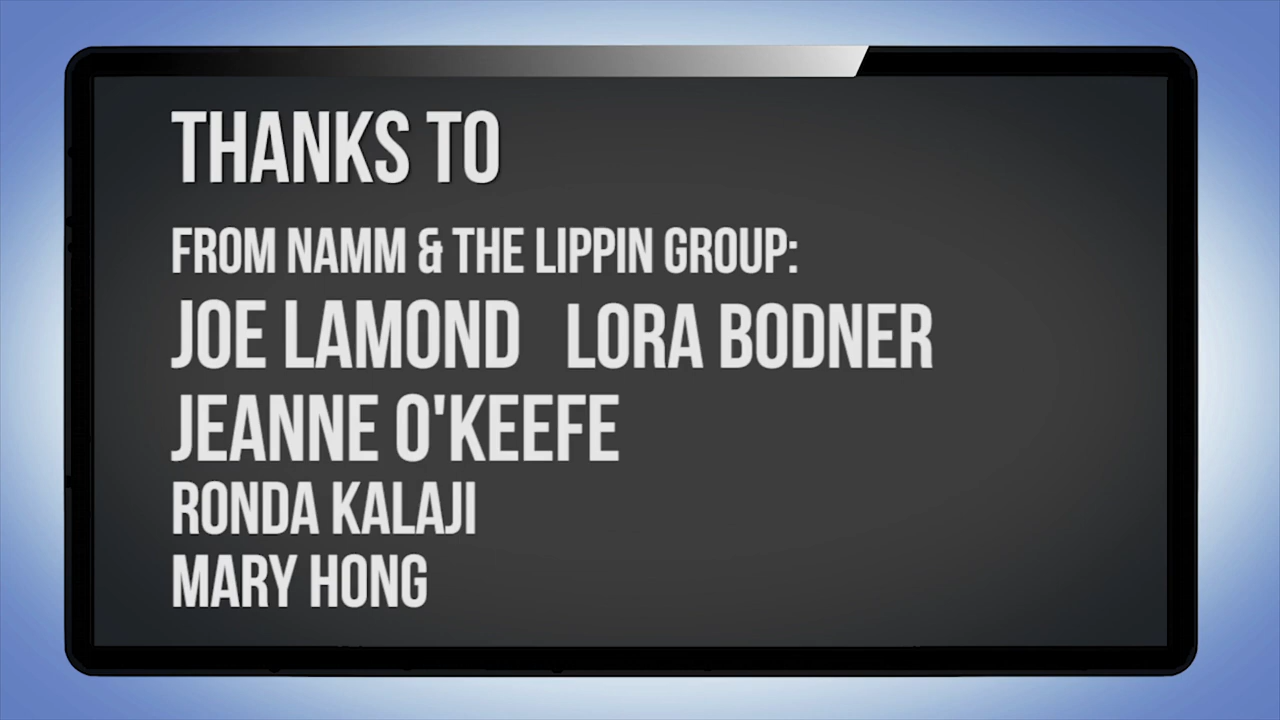 THANKS TO
FROM NAMM & THE LIPPIN GROUP:
JOE LAMOND LORA BODNER
JEANNE O'KEEFE
RONDA KALAJI
MARY HONG